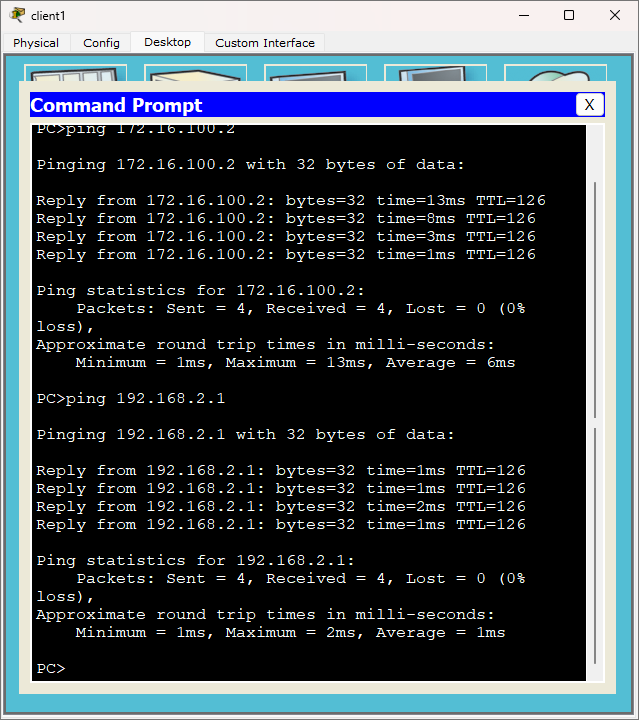 client1
Physical Config Desktop Custom Interface
Command Prompt X
PC>ping 172.16.100.2
Pinging 172.16.100.2 with 32 bytes of data:
Reply from 172.16.100.2: bytes=32 time=13ms TTL=126
Reply from 172.16.100.2: bytes=32 time=8ms TTL=126
Reply from 172.16.100.2: bytes=32 time=3ms TTL=126
Reply from 172.16.100.2: bytes=32 time=1ms TTL=126
Ping statistics for 172.16.100.2:
    Packets: Sent = 4, Received = 4, Lost = 0 (0%
loss),
Approximate round trip times in milli-seconds:
    Minimum = 1ms, Maximum = 13ms, Average = 6ms
PC>ping 192.168.2.1
Pinging 192.168.2.1 with 32 bytes of data:
Reply from 192.168.2.1: bytes=32 time=1ms TTL=126
Reply from 192.168.2.1: bytes=32 time=1ms TTL=126
Reply from 192.168.2.1: bytes=32 time=2ms TTL=126
Reply from 192.168.2.1: bytes=32 time=1ms TTL=126
Ping statistics for 192.168.2.1:
    Packets: Sent = 4, Received = 4, Lost = 0 (0%
loss),
Approximate round trip times in milli-seconds:
    Minimum = 1ms, Maximum = 2ms, Average = 1ms
PC>